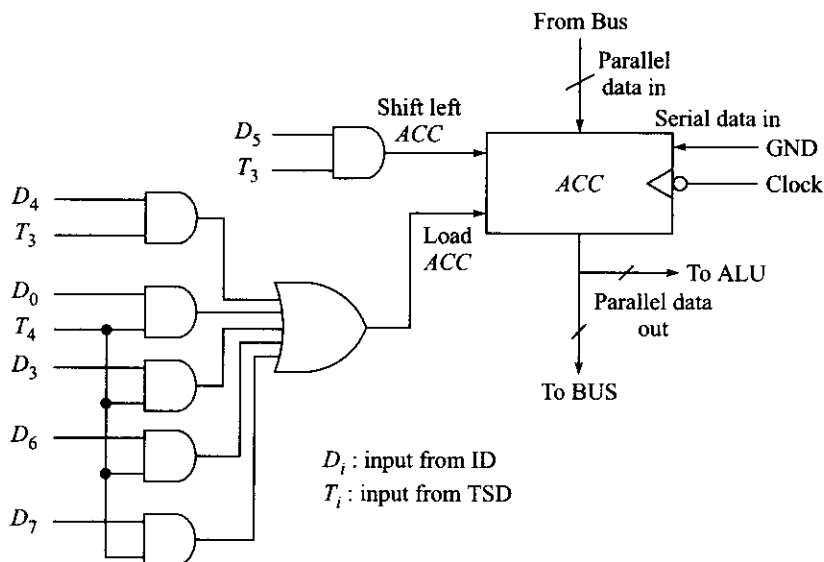 From Bus
Parallel
data in
Shift left
ACC
Serial data in
D₅
T₃
GND
ACC
Clock
D₄
T₃
Load
ACC
To ALU
Parallel data
out
D₀
T₄
D₃
To BUS
D₆
Dᵢ : input from ID
Tᵢ : input from TSD
D₇